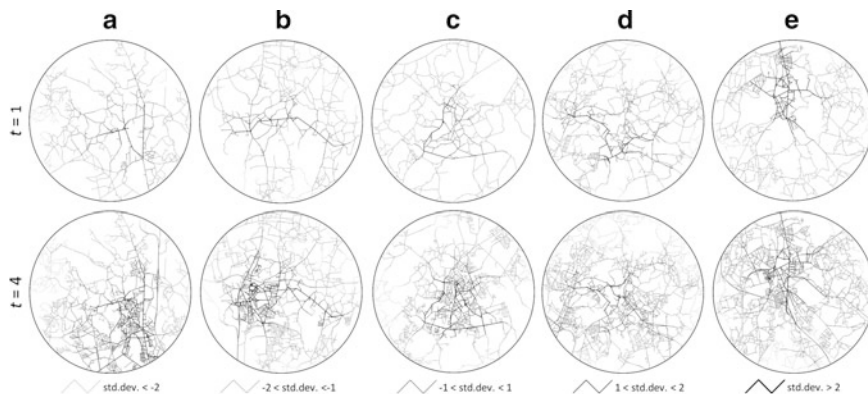 a b c d e
t = 1
t = 4
std.dev. < -2 -2 < std.dev. <-1 -1 < std.dev. < 1 1 < std.dev. < 2 std.dev. > 2